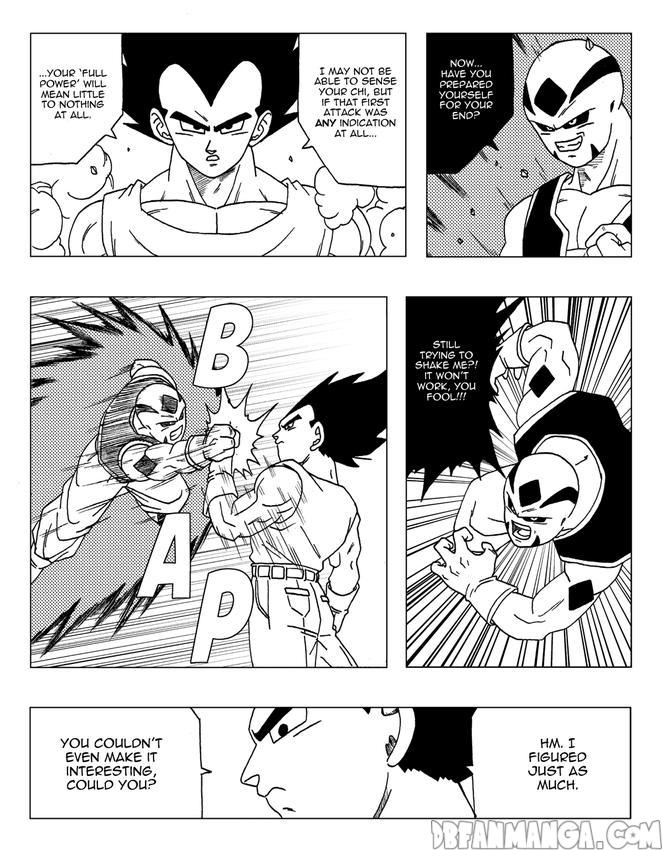 NOW...
HAVE YOU
PREPARED
YOURSELF
FOR YOUR
END?
I MAY NOT BE
ABLE TO SENSE
YOUR CHI, BUT
IF THAT FIRST
ATTACK WAS
ANY INDICATION
AT ALL...
...YOUR 'FULL
POWER' WILL
MEAN LITTLE
TO NOTHING
AT ALL.
STILL
TRYING TO
SHAKE ME?!
IT WON'T
WORK, YOU
FOOL!!!
B
A
P
HM. I
FIGURED
JUST AS
MUCH.
YOU COULDN'T
EVEN MAKE IT
INTERESTING,
COULD YOU?
DBFANMANGA.COM